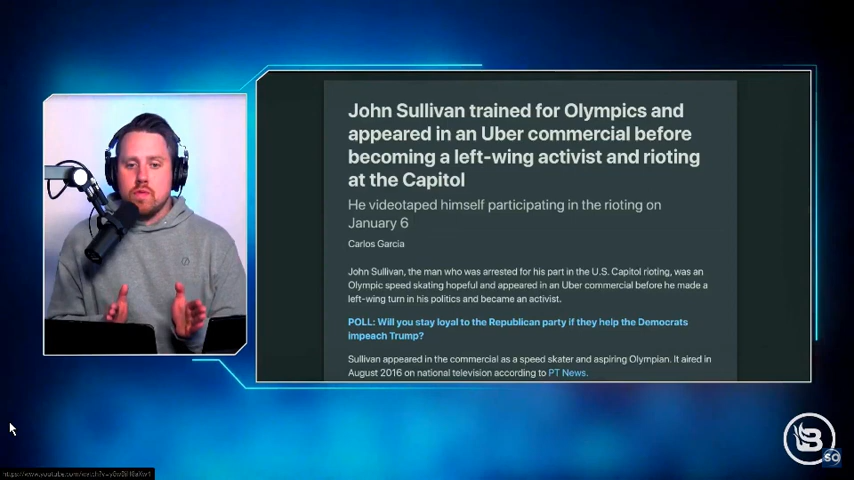 John Sullivan trained for Olympics and
appeared in an Uber commercial before
becoming a left-wing activist and rioting
at the Capitol
He videotaped himself participating in the rioting on
January 6
Carlos Garcia
John Sullivan, the man who was arrested for his part in the U.S. Capitol rioting, was an
Olympic speed skating hopeful and appeared in an Uber commercial before he made a
left-wing turn in his politics and became an activist.
POLL: Will you stay loyal to the Republican party if they help the Democrats
impeach Trump?
Sullivan appeared in the commercial as a speed skater and aspiring Olympian. It aired in
August 2016 on national television according to PT News.
B